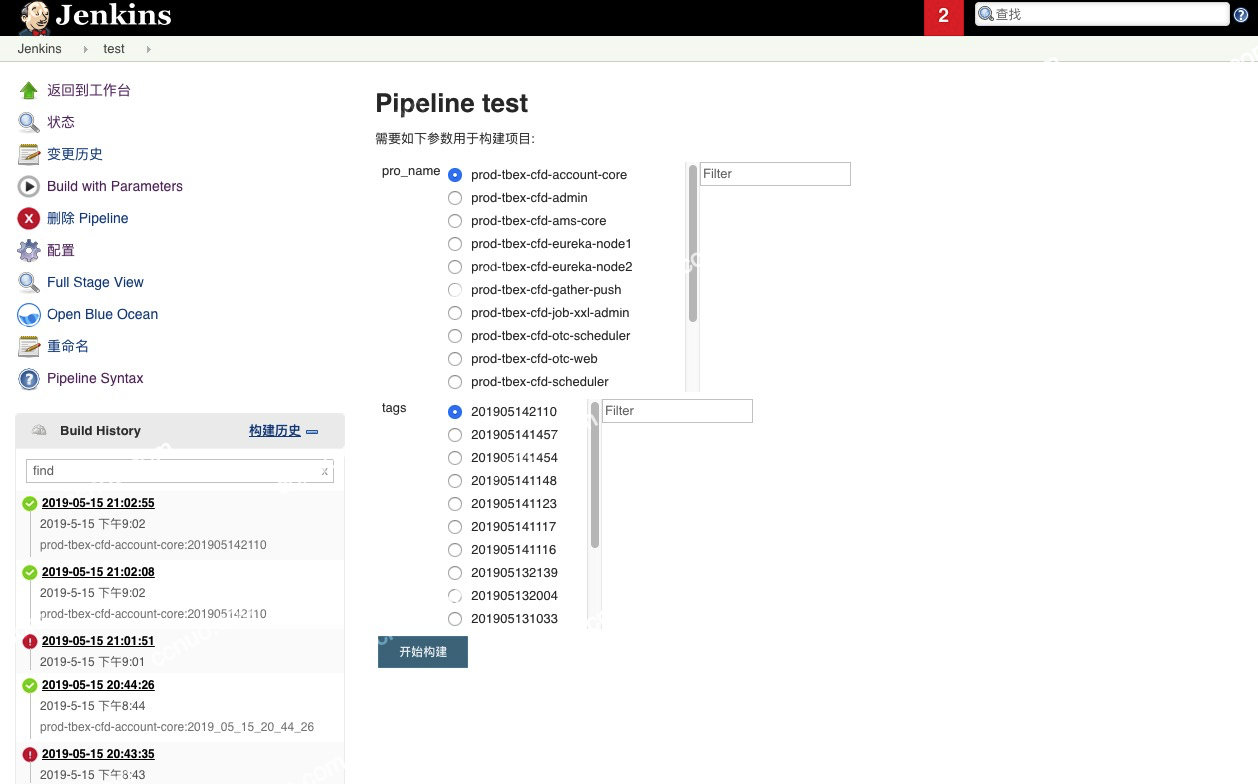 Jenkins
2
查找
Jenkins
test
返回到工作台
状态
变更历史
Build with Parameters
删除 Pipeline
配置
Full Stage View
Open Blue Ocean
重命名
Pipeline Syntax
Build History
构建历史
find
x
2019-05-15 21:02:55
2019-5-15 下午9:02
prod-tbex-cfd-account-core:201905142110
2019-05-15 21:02:08
2019-5-15 下午9:02
prod-tbex-cfd-account-core:201905142110
2019-05-15 21:01:51
2019-5-15 下午9:01
2019-05-15 20:44:26
2019-5-15 下午8:44
prod-tbex-cfd-account-core:2019_05_15_20_44_26
2019-05-15 20:43:35
2019-5-15 下午8:43
Pipeline test
需要如下参数用于构建项目:
pro_name
prod-tbex-cfd-account-core
prod-tbex-cfd-admin
prod-tbex-cfd-ams-core
prod-tbex-cfd-eureka-node1
prod-tbex-cfd-eureka-node2
prod-tbex-cfd-gather-push
prod-tbex-cfd-job-xxl-admin
prod-tbex-cfd-otc-scheduler
prod-tbex-cfd-otc-web
prod-tbex-cfd-scheduler
Filter
tags
201905142110
201905141457
201905141454
201905141148
201905141123
201905141117
201905141116
201905132139
201905132004
201905131033
Filter
开始构建